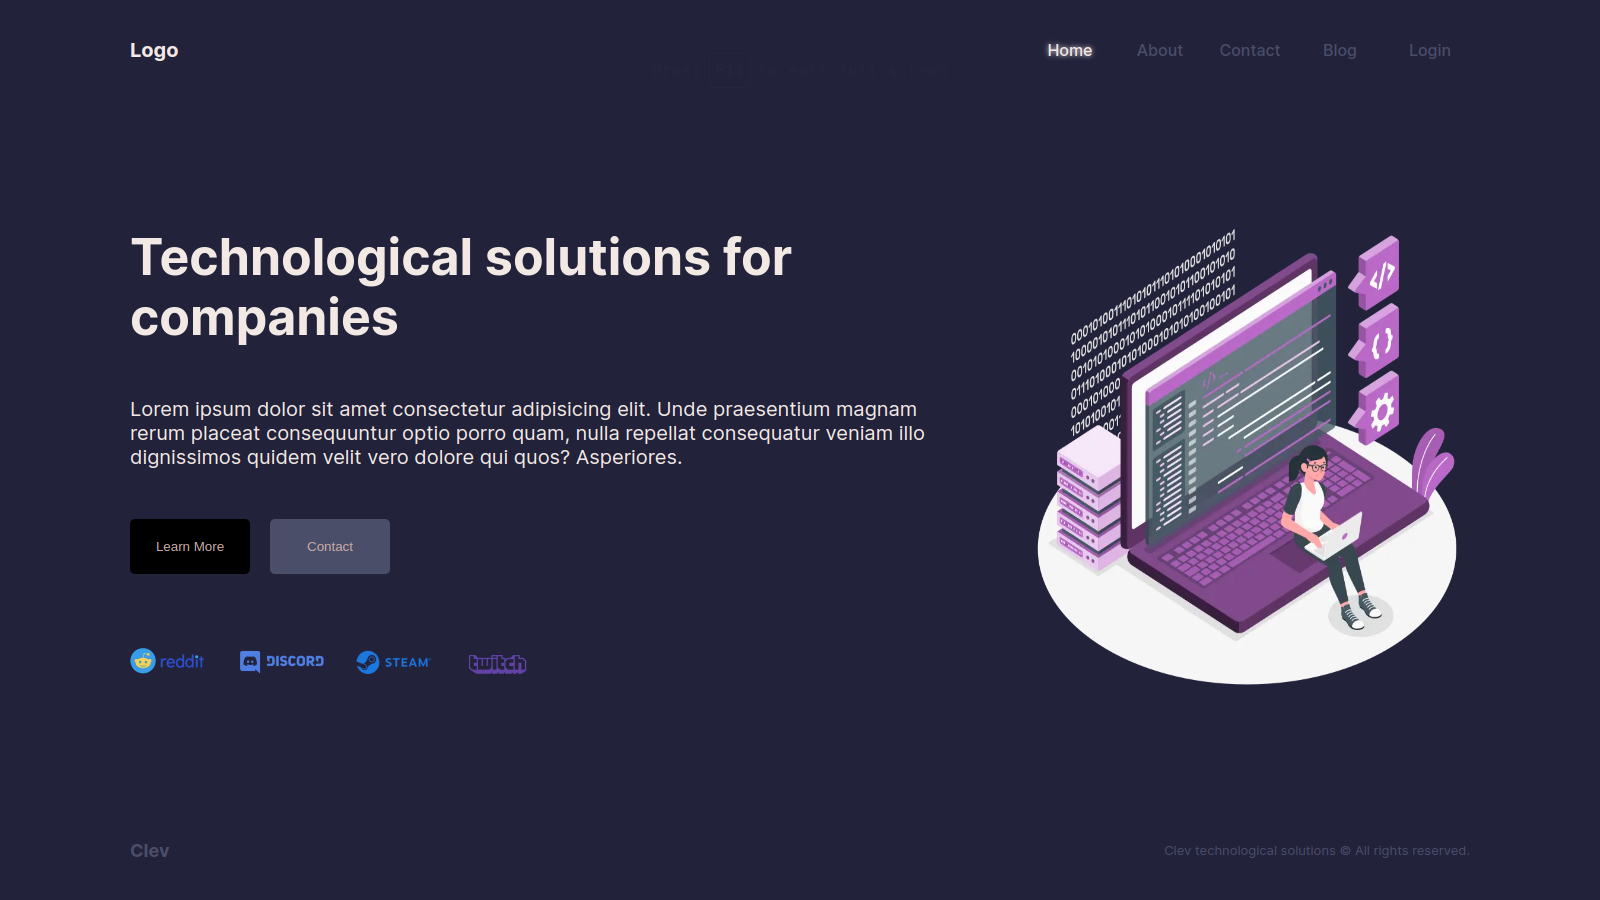 Logo
Home About Contact Blog Login
Technological solutions for
companies
Lorem ipsum dolor sit amet consectetur adipisicing elit. Unde praesentium magnam
rerum placeat consequuntur optio porro quam, nulla repellat consequatur veniam illo
dignissimos quidem velit vero dolore qui quos? Asperiores.
Learn More
Contact
reddit
DISCORD
STEAM
twitch
Clev
Clev technological solutions © All rights reserved.